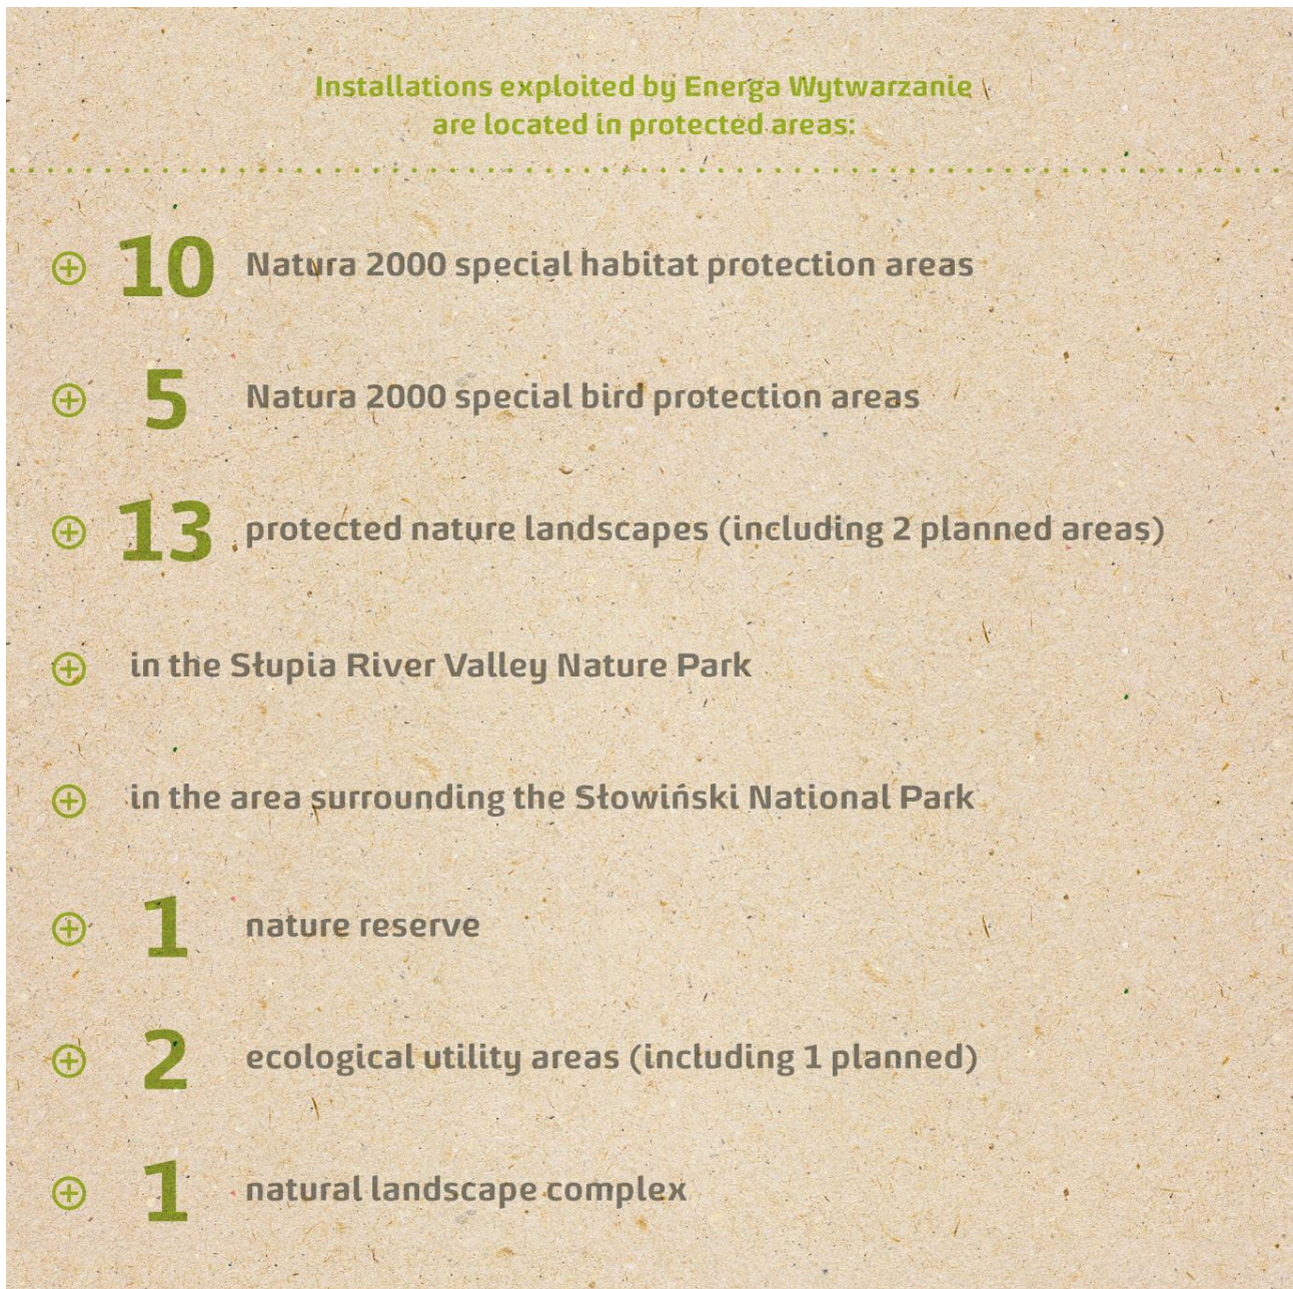 Installations exploited by Energa Wytwarzanie
are located in protected areas:
10 Natura 2000 special habitat protection areas
5 Natura 2000 special bird protection areas
13 protected nature landscapes (including 2 planned areas)
in the Słupia River Valley Nature Park
in the area surrounding the Słowiński National Park
1 nature reserve
2 ecological utility areas (including 1 planned)
1 natural landscape complex